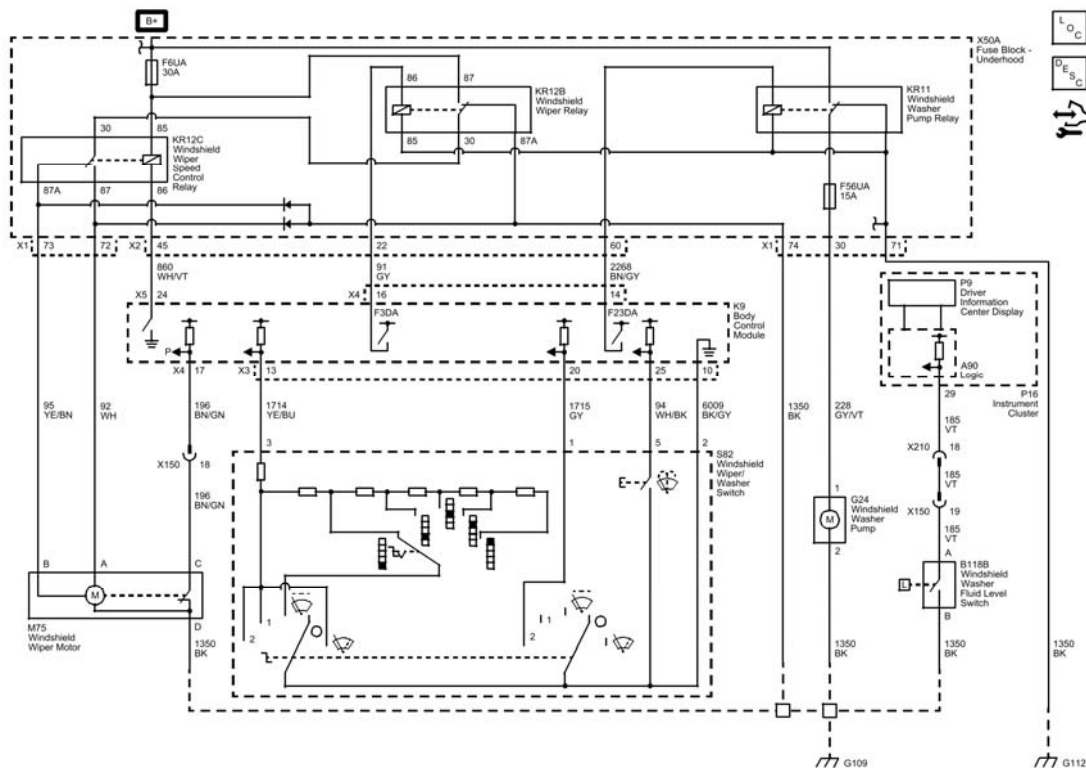 B+
L O C
D E S C
X50A
Fuse Block -
Underhood
F6UA
30A
86
87
86
KR12B
Windshield
Wiper Relay
KR11
Windshield
Washer
Pump Relay
30
85
KR12C
Windshield
Wiper
Speed
Control
Relay
85
30
87A
87A
87
86
F56UA
15A
X1
73
72
X2
45
22
60
X1
74
30
71
860
WH/VT
91
GY
2268
BN/GY
X5
24
X4
16
14
P9
Driver
Information
Center Display
F3DA
F23DA
K9
Body
Control
Module
P
X4
17
X3
13
20
25
10
A90
Logic
P16
Instrument
Cluster
29
95
YE/BN
92
WH
196
BN/GN
1714
YE/BU
1715
GY
94
WH/BK
6009
BK/GY
1350
BK
228
GY/VT
185
VT
X210
18
X150
18
3
1
5
2
S82
Windshield
Wiper/
Washer
Switch
185
VT
E
196
BN/GN
X150
19
1
G24
Windshield
Washer
Pump
M
2
185
VT
B
A
C
A
B118B
Windshield
Washer
Fluid Level
Switch
L
M
2
1
2
1
B
M75
Windshield
Wiper Motor
D
1350
BK
1350
BK
1350
BK
1350
BK
G109
G112